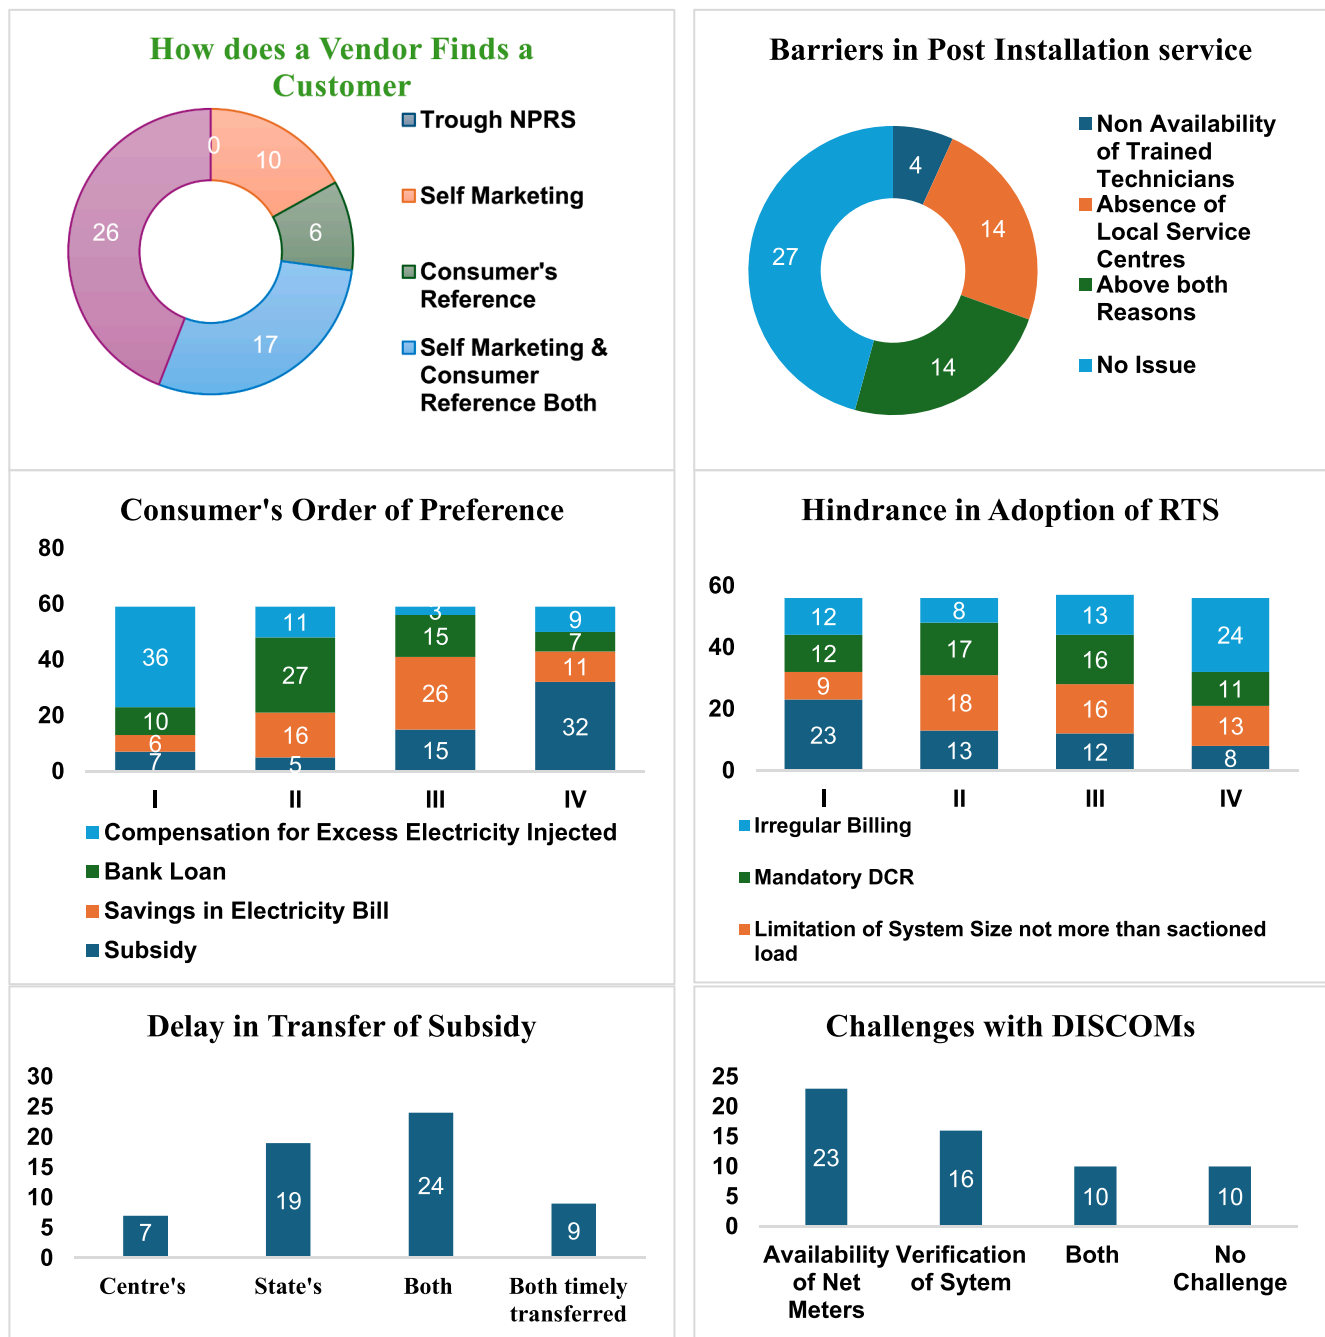 How does a Vendor Finds a
Customer
0
10
6
17
26
Trough NPRS
Self Marketing
Consumer's
Reference
Self Marketing &
Consumer
Reference Both
Barriers in Post Installation service
4
14
14
27
Non Availability
of Trained
Technicians
Absence of
Local Service
Centres
Above both
Reasons
No Issue
Consumer's Order of Preference
80
60
40
20
0
36
10
6
7
11
27
16
5
3
15
26
15
9
7
11
32
I II III IV
Compensation for Excess Electricity Injected
Bank Loan
Savings in Electricity Bill
Subsidy
Hindrance in Adoption of RTS
60
40
20
0
12
12
9
23
8
17
18
13
13
16
16
12
24
11
13
8
I II III IV
Irregular Billing
Mandatory DCR
Limitation of System Size not more than sactioned
load
Delay in Transfer of Subsidy
30
25
20
15
10
5
0
7
19
24
9
Centre's
State's
Both
Both timely
transferred
Challenges with DISCOMs
25
20
15
10
5
0
23
16
10
10
Availability
of Net
Meters
Verification
of Sytem
Both
No
Challenge